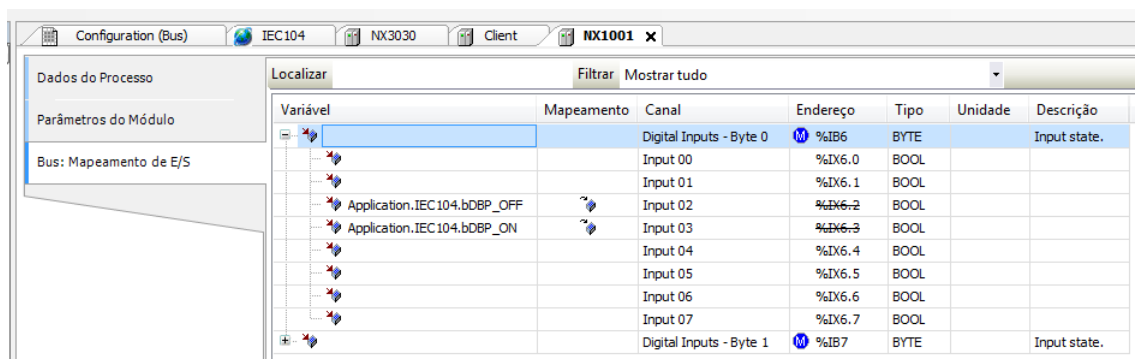 Configuration (Bus) IEC104 NX3030 Client NX1001
Dados do Processo
Parâmetros do Módulo
Bus: Mapeamento de E/S
Localizar Filtrar Mostrar tudo
Variável Mapeamento Canal Endereço Tipo Unidade Descrição
Digital Inputs - Byte 0 M %IB6 BYTE Input state.
Input 00 %IX6.0 BOOL
Input 01 %IX6.1 BOOL
Application.IEC104.bDBP_OFF Input 02 %IX6.2 BOOL
Application.IEC104.bDBP_ON Input 03 %IX6.3 BOOL
Input 04 %IX6.4 BOOL
Input 05 %IX6.5 BOOL
Input 06 %IX6.6 BOOL
Input 07 %IX6.7 BOOL
Digital Inputs - Byte 1 M %IB7 BYTE Input state.